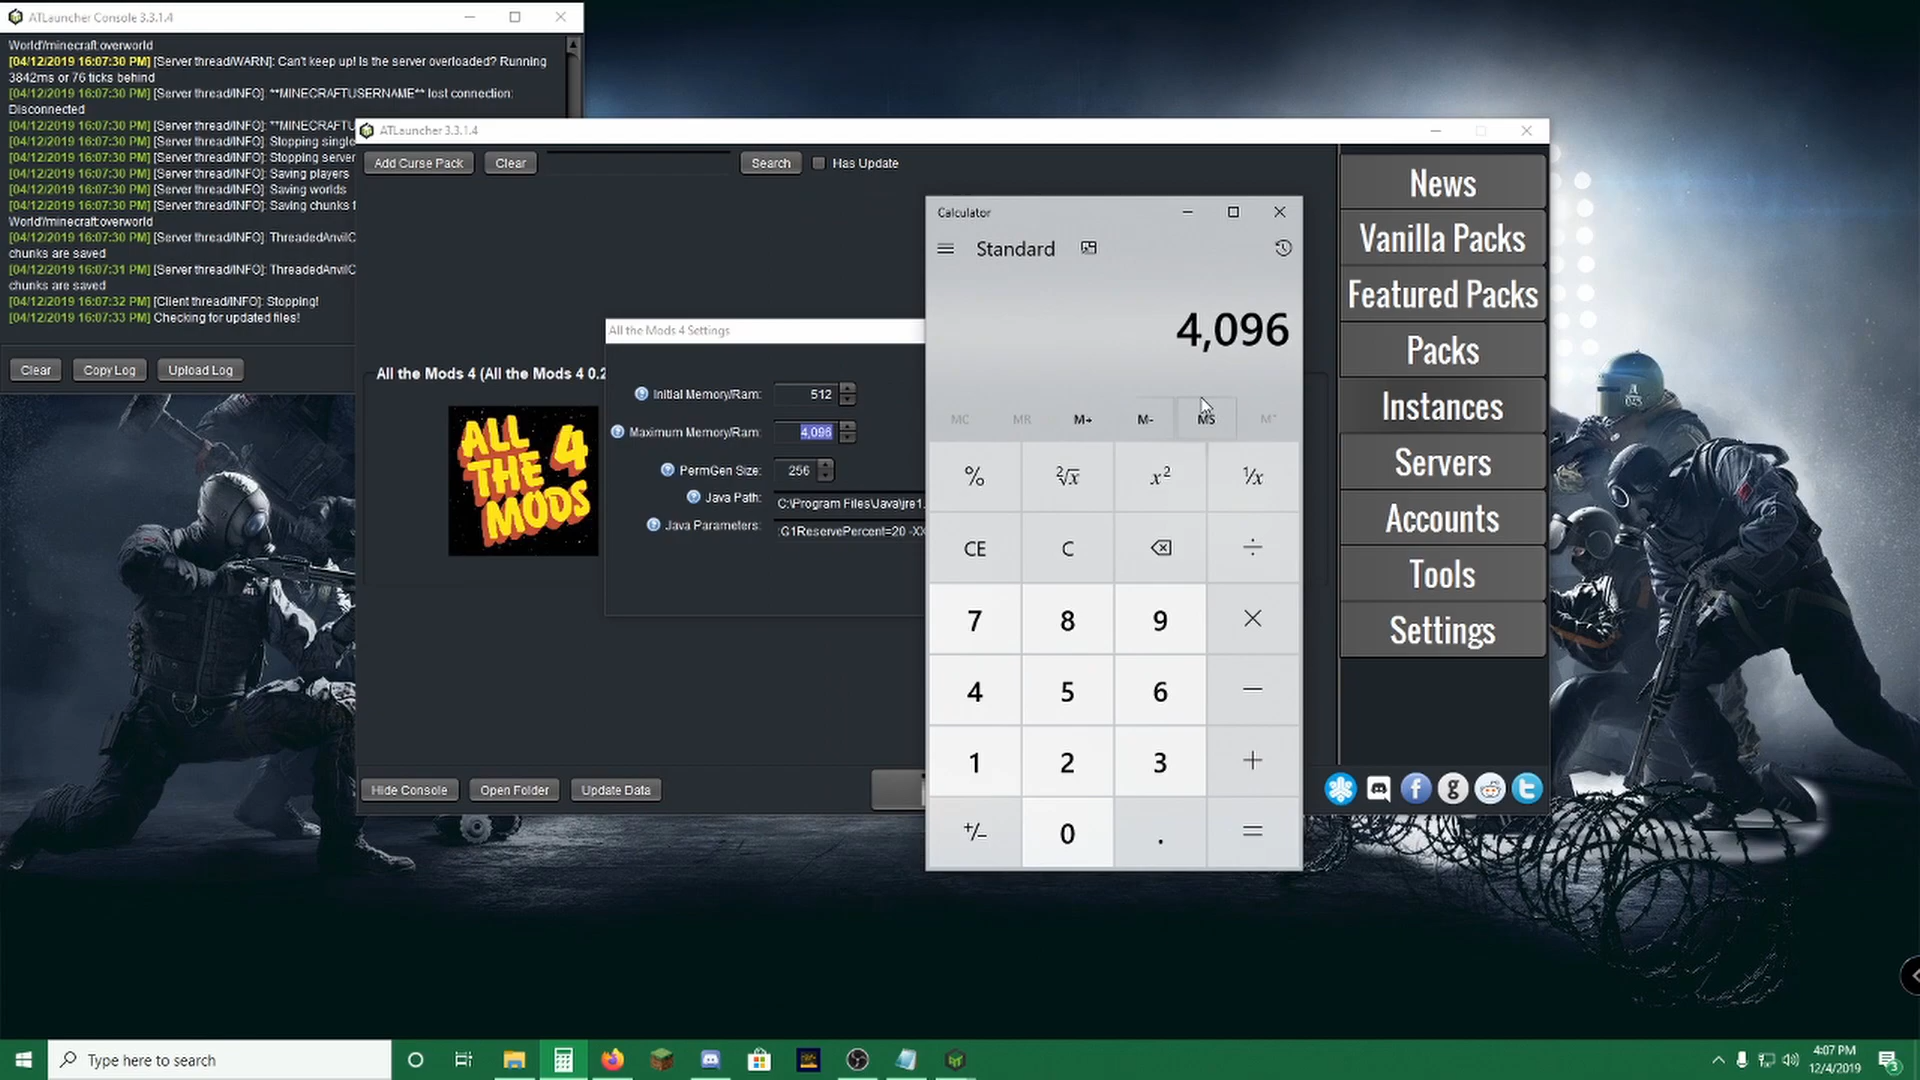 ATLauncher Console 3.3.1.4
World'/minecraft:overworld
[04/12/2019 16:07:30 PM] [Server thread/WARN]: Can't keep up! Is the server overloaded? Running
3842ms or 76 ticks behind
[04/12/2019 16:07:30 PM] [Server thread/INFO]: **MINECRAFTUSERNAME** lost connection:
Disconnected
[04/12/2019 16:07:30 PM] [Server thread/INFO]: **MINECRAFTU
[04/12/2019 16:07:30 PM] [Server thread/INFO]: Stopping single
[04/12/2019 16:07:30 PM] [Server thread/INFO]: Stopping server
[04/12/2019 16:07:30 PM] [Server thread/INFO]: Saving players
[04/12/2019 16:07:30 PM] [Server thread/INFO]: Saving worlds
[04/12/2019 16:07:30 PM] [Server thread/INFO]: Saving chunks f
World'/minecraft:overworld
[04/12/2019 16:07:30 PM] [Server thread/INFO]: ThreadedAnvilC
chunks are saved
[04/12/2019 16:07:31 PM] [Server thread/INFO]: ThreadedAnvilC
chunks are saved
[04/12/2019 16:07:32 PM] [Client thread/INFO]: Stopping!
[04/12/2019 16:07:33 PM] Checking for updated files!
Clear Copy Log Upload Log
ATLauncher 3.3.1.4
Add Curse Pack Clear Search Has Update
All the Mods 4 (All the Mods 4 0.2
ALL
THE 4
MODS
All the Mods 4 Settings
Initial Memory/Ram: 512
Maximum Memory/Ram: 4,096
PermGen Size: 256
Java Path: C:\Program Files\Java\jre1.
Java Parameters: :G1ReservePercent=20 -XX
Hide Console Open Folder Update Data
Calculator
Standard
4,096
MC MR M+ M- MS M˅
% ²√x x² ¹/x
CE C ÷
7 8 9 ×
4 5 6 −
1 2 3 +
+/− 0 . =
News
Vanilla Packs
Featured Packs
Packs
Instances
Servers
Accounts
Tools
Settings
Type here to search
4:07 PM
12/4/2019
3